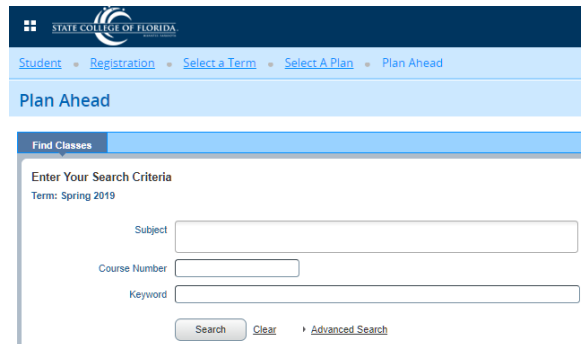 STATE COLLEGE OF FLORIDA
Student Registration Select a Term Select A Plan Plan Ahead
Plan Ahead
Find Classes
Enter Your Search Criteria
Term: Spring 2019
Subject
Course Number
Keyword
Search Clear Advanced Search